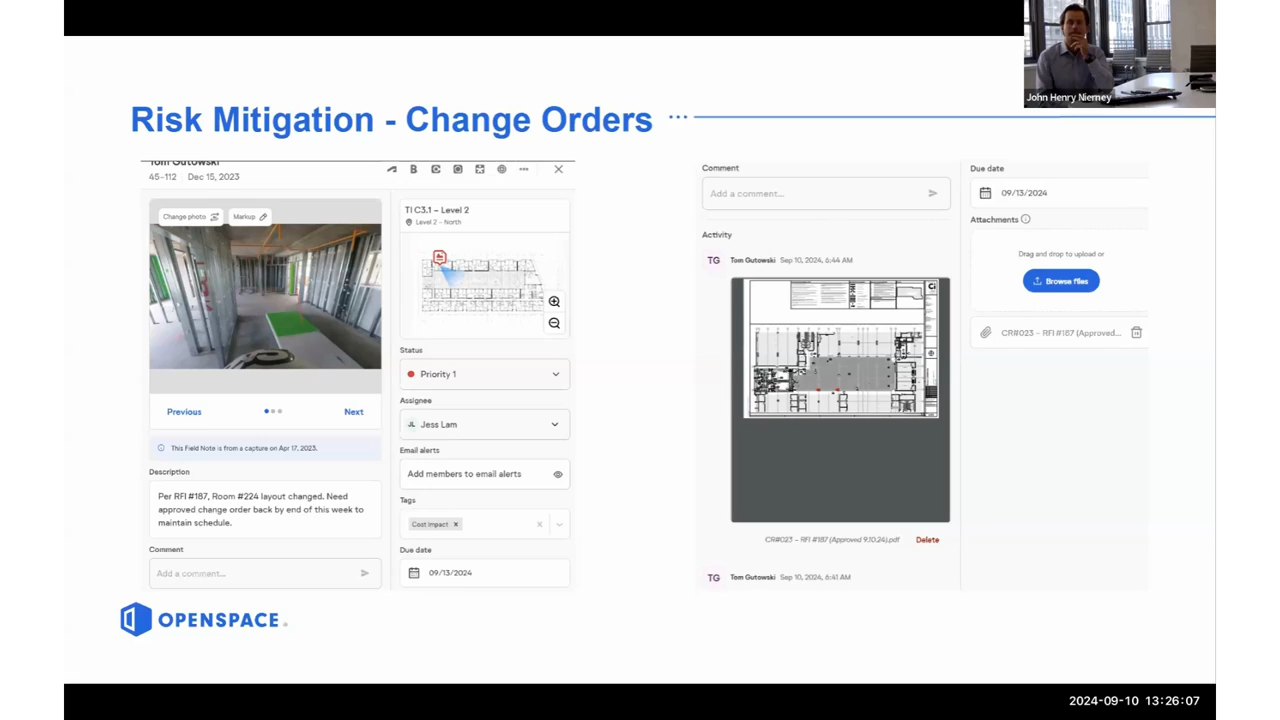 John Henry Nierney
Risk Mitigation - Change Orders
Tom Gutowski
45-112 Dec 15, 2023
B
Change photo
Markup
Previous
Next
This Field Note is from a capture on Apr 17, 2023.
Description
Per RFI #187, Room #224 layout changed. Need
approved change order back by end of this week to
maintain schedule.
Comment
Add a comment...
TI C3.1 – Level 2
Level 2 – North
Status
Priority 1
Assignee
JL Jess Lam
Email alerts
Add members to email alerts
Tags
Cost Impact
Due date
09/13/2024
Comment
Add a comment...
Activity
TG Tom Gutowski Sep 10, 2024, 6:44 AM
CR#023 – RFI #187 (Approved 9.10.24).pdf Delete
TG Tom Gutowski Sep 10, 2024, 6:41 AM
Due date
09/13/2024
Attachments
Drag and drop to upload or
Browse files
CR#023 – RFI #187 (Approved...
OPENSPACE
2024-09-10 13:26:07